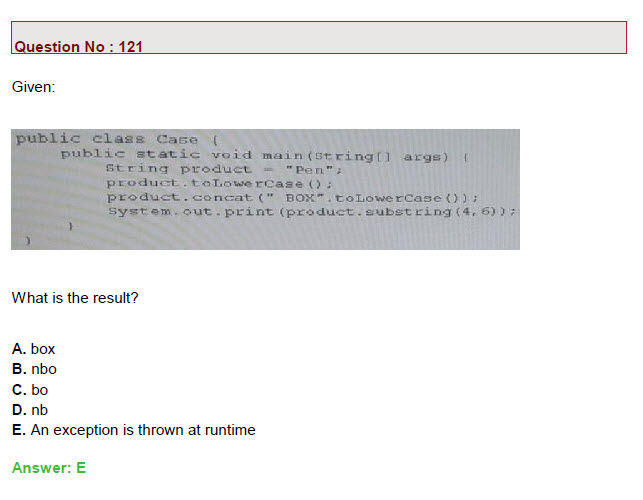 Question No : 121
Given:
public class Case {
public static void main(String[] args) {
String product = "Pen";
product.toLowerCase();
product.concat(" BOX".toLowerCase());
System.out.print(product.substring(4,6));
}
}
What is the result?
A. box
B. nbo
C. bo
D. nb
E. An exception is thrown at runtime
Answer: E